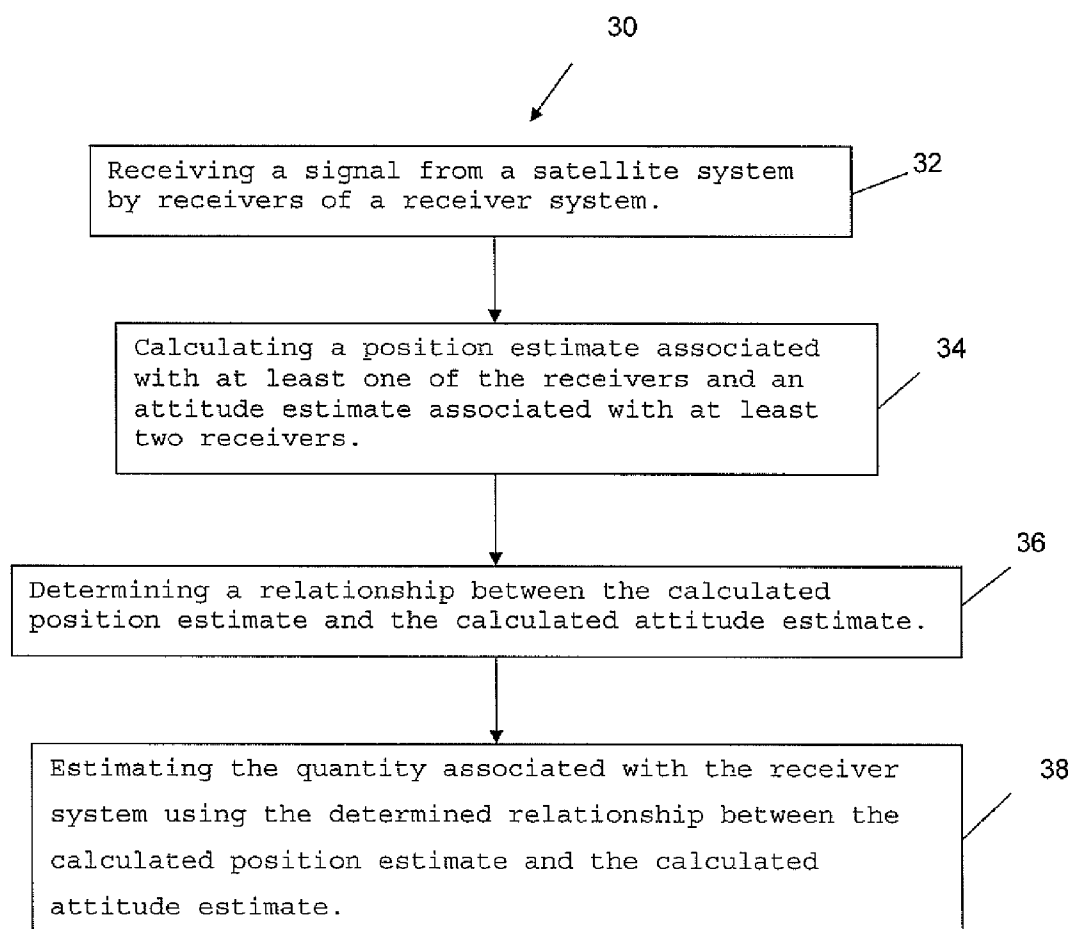 30
Receiving a signal from a satellite system
by receivers of a receiver system.
32
Calculating a position estimate associated
with at least one of the receivers and an
attitude estimate associated with at least
two receivers.
34
Determining a relationship between the calculated
position estimate and the calculated attitude estimate.
36
Estimating the quantity associated with the receiver
system using the determined relationship between the
calculated position estimate and the calculated
attitude estimate.
38